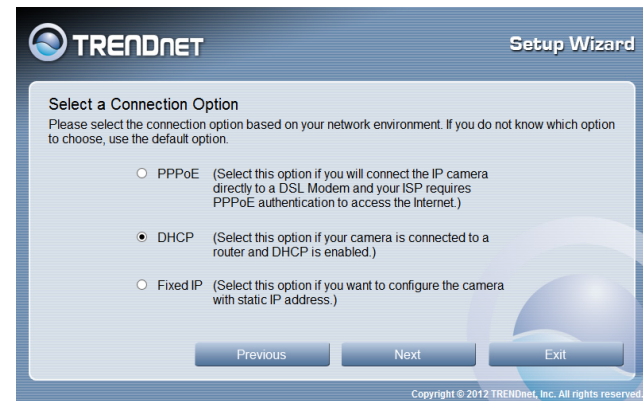 TRENDNET
Setup Wizard
Select a Connection Option
Please select the connection option based on your network environment. If you do not know which option
to choose, use the default option.
PPPoE (Select this option if you will connect the IP camera
directly to a DSL Modem and your ISP requires
PPPoE authentication to access the Internet.)
DHCP (Select this option if your camera is connected to a
router and DHCP is enabled.)
Fixed IP (Select this option if you want to configure the camera
with static IP address.)
Previous Next Exit
Copyright © 2012 TRENDnet, Inc. All rights reserved.